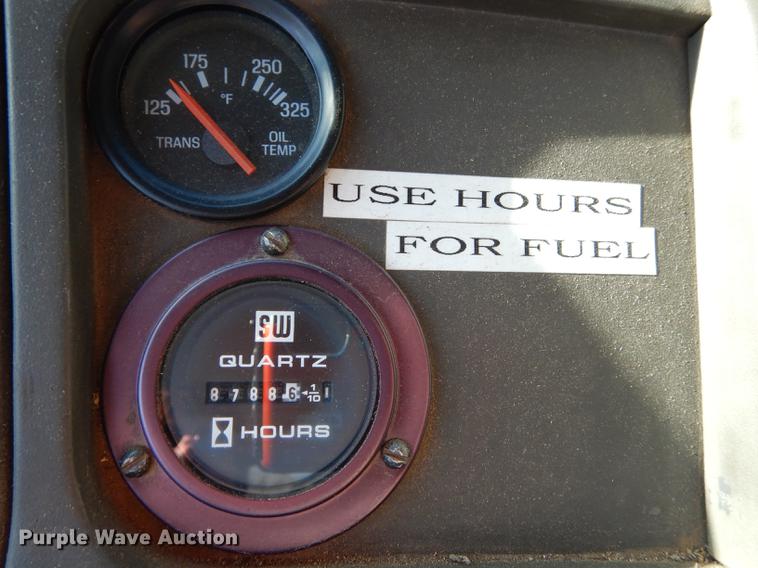 175
250
125
°F
325
TRANS
OIL
TEMP
USE HOURS
FOR FUEL
SW
QUARTZ
8 7 8 8 6 1/10
HOURS
Purple Wave Auction